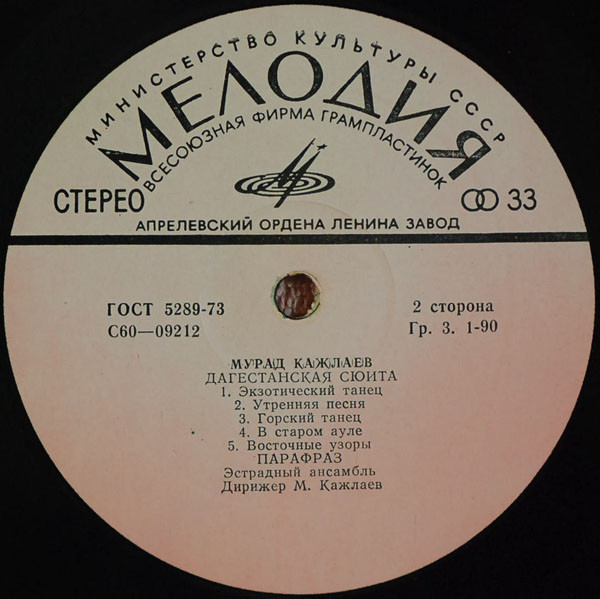 МИНИСТЕРСТВО КУЛЬТУРЫ СССР
МЕЛОДИЯ
ВСЕСОЮЗНАЯ ФИРМА ГРАМПЛАСТИНОК
СТЕРЕО
33
АПРЕЛЕВСКИЙ ОРДЕНА ЛЕНИНА ЗАВОД
ГОСТ 5289-73
С60—09212
2 сторона
Гр. 3. 1-90
МУРАД КАЖЛАЕВ
ДАГЕСТАНСКАЯ СЮИТА
1. Экзотический танец
2. Утренняя песня
3. Горский танец
4. В старом ауле
5. Восточные узоры
ПАРАФРАЗ
Эстрадный ансамбль
Дирижер М. Кажлаев